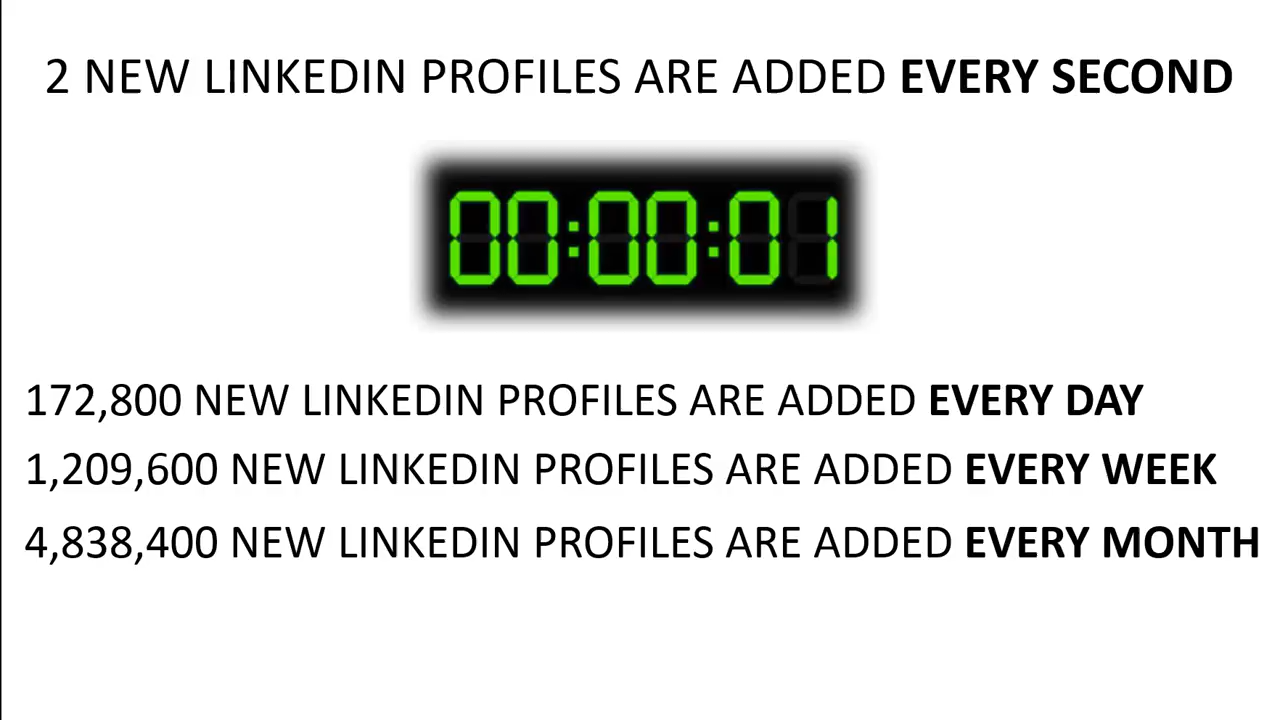 2 NEW LINKEDIN PROFILES ARE ADDED EVERY SECOND
00:00:01
172,800 NEW LINKEDIN PROFILES ARE ADDED EVERY DAY
1,209,600 NEW LINKEDIN PROFILES ARE ADDED EVERY WEEK
4,838,400 NEW LINKEDIN PROFILES ARE ADDED EVERY MONTH